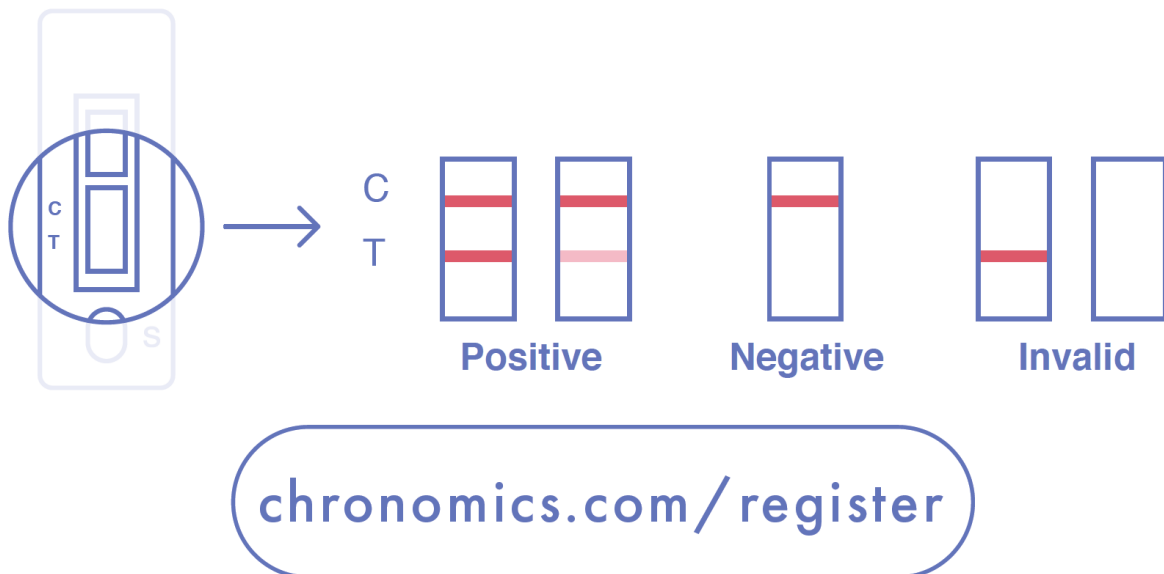 C
T
S
C
T
Positive Negative Invalid
chronomics.com/register